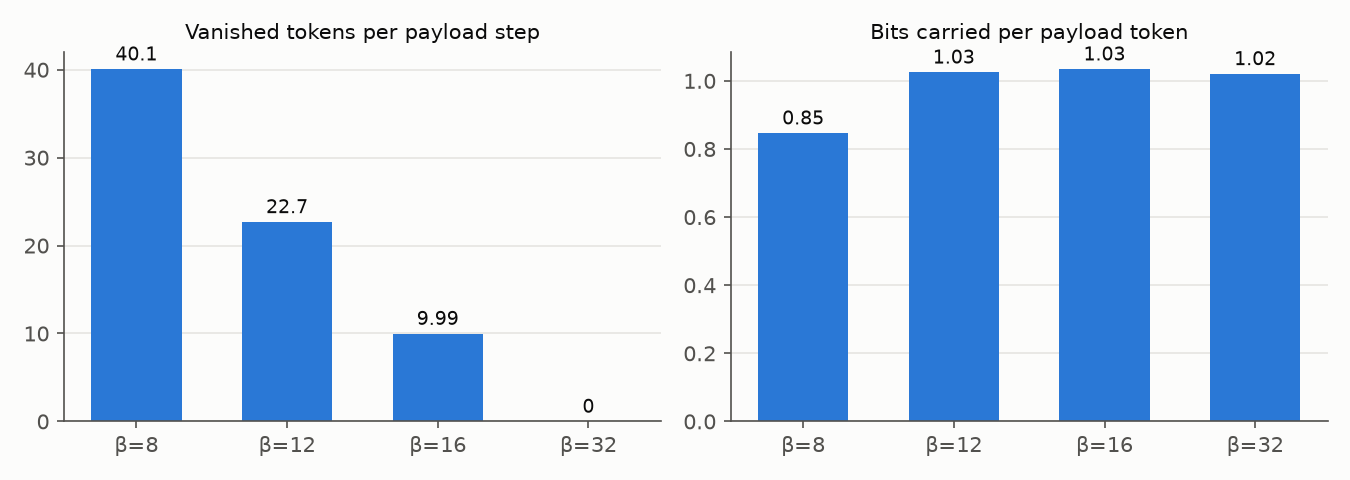 Vanished tokens per payload step
40
30
20
10
0
40.1
22.7
9.99
0
β=8
β=12
β=16
β=32
Bits carried per payload token
1.0
0.8
0.6
0.4
0.2
0.0
0.85
1.03
1.03
1.02
β=8
β=12
β=16
β=32